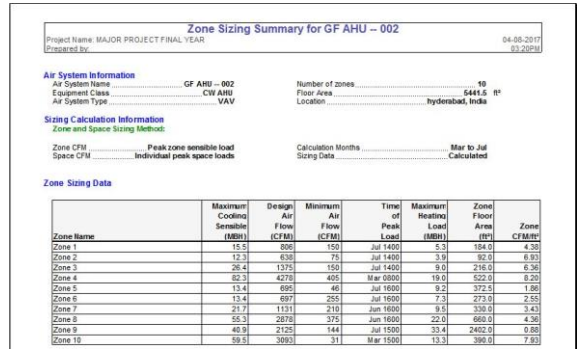 Zone Sizing Summary for GF AHU -- 002
Project Name: MAJOR PROJECT FINAL YEAR 04-06-2017
Prepared by: 03:20PM
Air System Information
Air System Name GF AHU -- 002 Number of zones 10
Equipment Class CW AHU Floor Area 5441.5 ft²
Air System Type VAV Location hyderabad, India
Sizing Calculation Information
Zone and Space Sizing Method:
Zone CFM Peak zone sensible load Calculation Months Mar to Jul
Space CFM Individual peak space loads Sizing Data Calculated
Zone Sizing Data
Maximum Design Minimum Time Maximum Zone
Cooling Air Air of Heating Floor
Sensible Flow Flow Peak Load Area Zone
Zone Name (MBH) (CFM) (CFM) Load (MBH) (ft²) CFM/ft²
Zone 1 15.5 806 150 Jul 1400 5.3 184.0 4.38
Zone 2 12.3 638 75 Jul 1400 3.9 92.0 6.93
Zone 3 26.4 1375 150 Jul 1400 9.0 216.0 6.36
Zone 4 82.3 4278 405 Mar 0800 19.0 522.0 8.20
Zone 5 13.4 695 46 Jul 1600 9.2 372.5 1.86
Zone 6 13.4 697 255 Jun 1600 7.3 273.0 2.55
Zone 7 21.7 1131 210 Jun 1600 9.5 330.0 3.43
Zone 8 55.3 2878 375 Jun 1600 22.0 660.0 4.36
Zone 9 40.9 2125 144 Jul 1500 33.4 2402.0 0.88
Zone 10 59.5 3093 31 Mar 1500 13.3 390.0 7.93